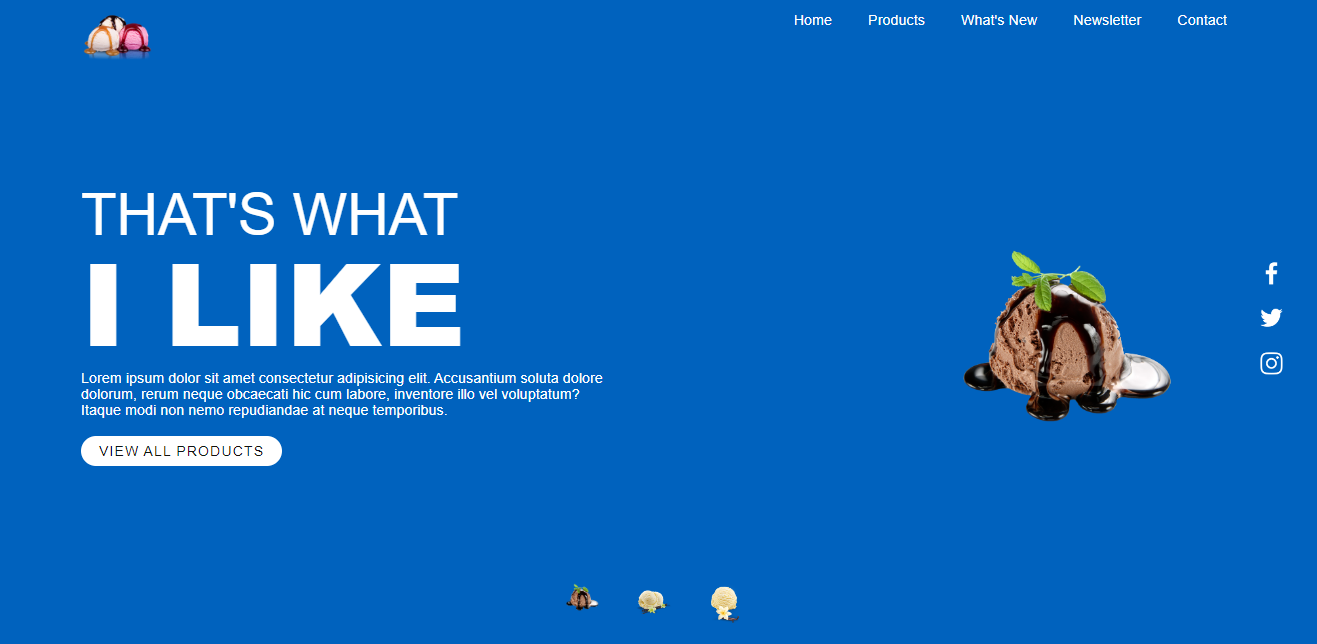 Home Products What's New Newsletter Contact
THAT'S WHAT
I LIKE
Lorem ipsum dolor sit amet consectetur adipisicing elit. Accusantium soluta dolore
dolorum, rerum neque obcaecati hic cum labore, inventore illo vel voluptatum?
Itaque modi non nemo repudiandae at neque temporibus.
VIEW ALL PRODUCTS